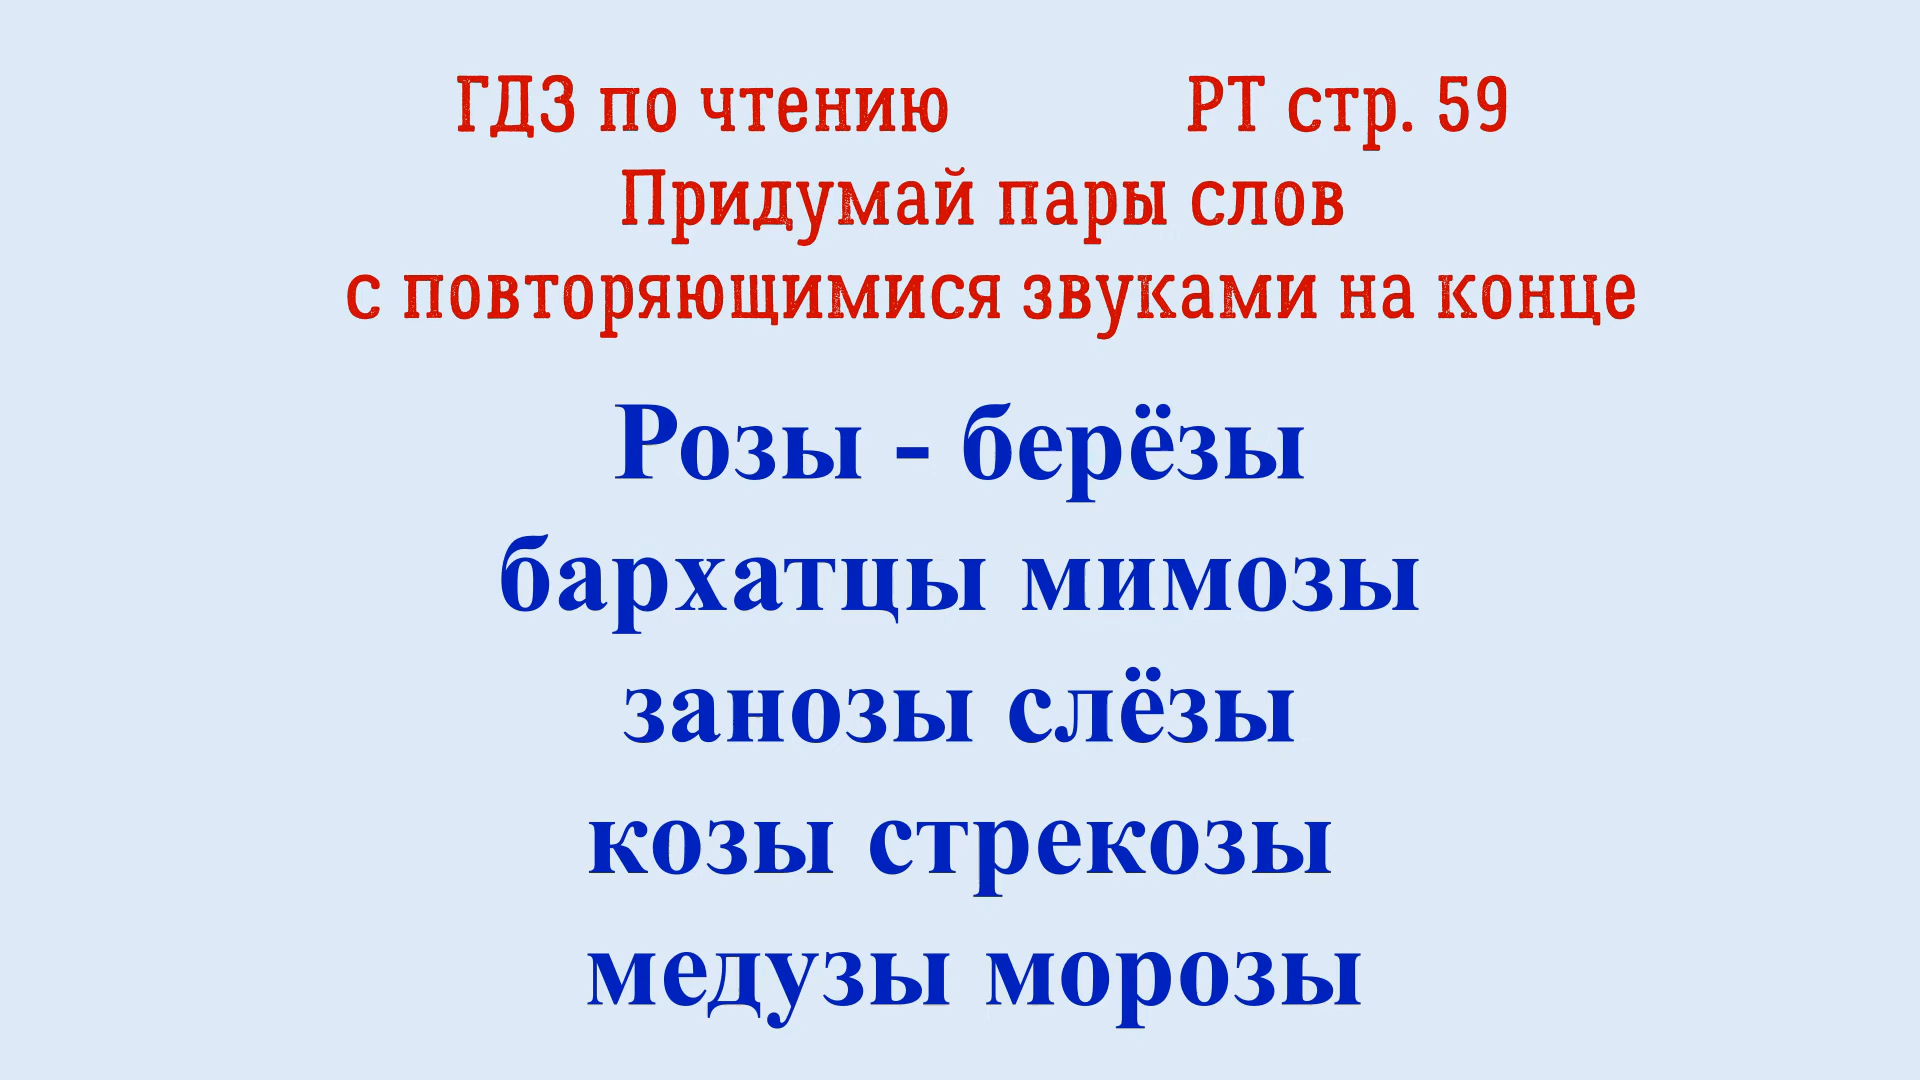 ГДЗ по чтению РТ стр. 59
Придумай пары слов
с повторяющимися звуками на конце
Розы - берёзы
бархатцы мимозы
занозы слёзы
козы стрекозы
медузы морозы